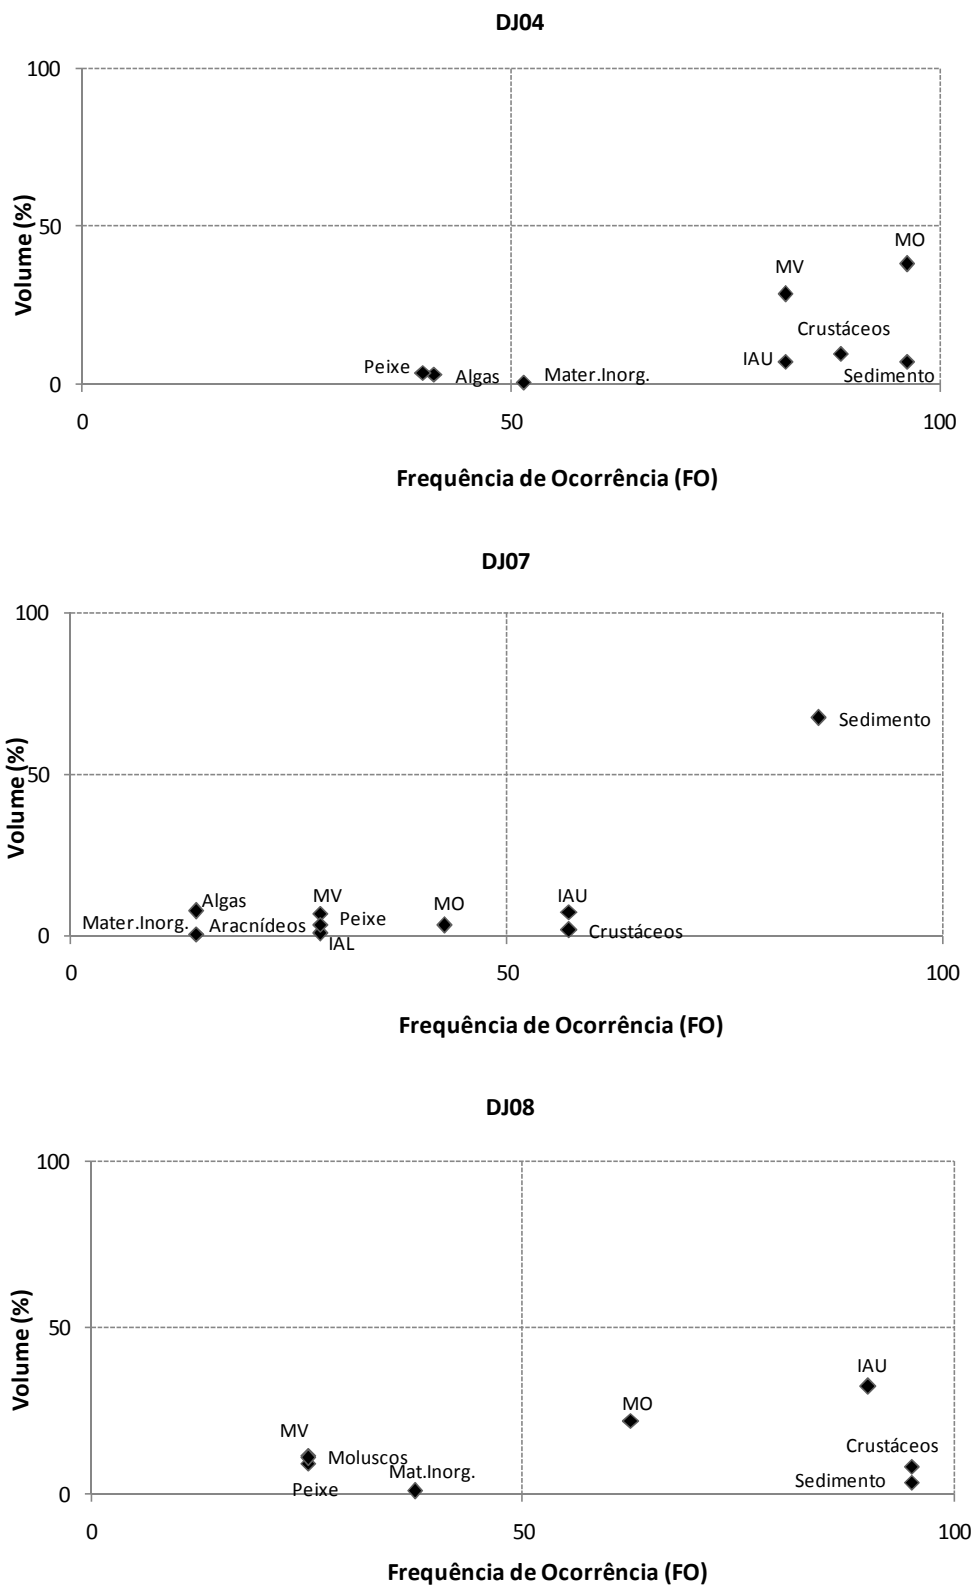 DJ04
100
Volume (%)
50
MO
MV
Crustáceos
IAU
Peixe
Algas
Mater.Inorg.
Sedimento
0
0
50
100
Frequência de Ocorrência (FO)
DJ07
100
Volume (%)
Sedimento
50
Algas
MV
IAU
MO
Mater.Inorg.
Aracnídeos
Peixe
Crustáceos
IAL
0
0
50
100
Frequência de Ocorrência (FO)
DJ08
100
Volume (%)
50
IAU
MO
MV
Moluscos
Crustáceos
Mat.Inorg.
Sedimento
Peixe
0
0
50
100
Frequência de Ocorrência (FO)